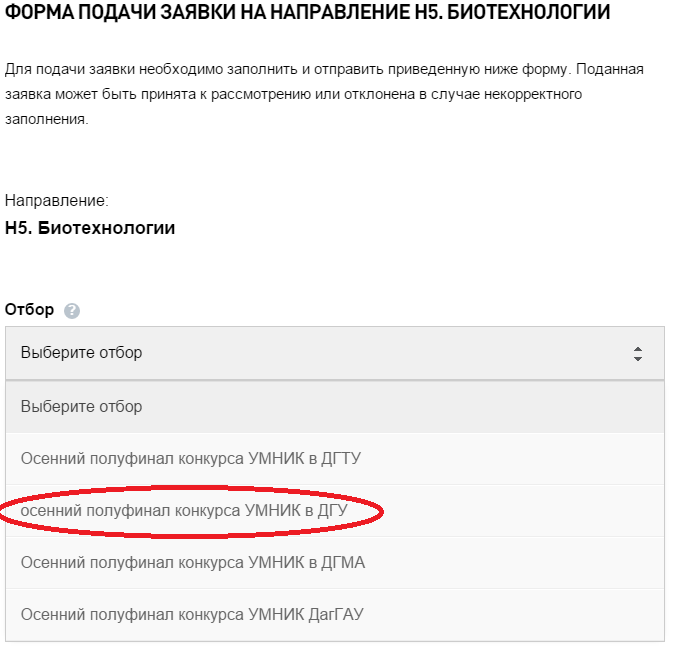 ФОРМА ПОДАЧИ ЗАЯВКИ НА НАПРАВЛЕНИЕ Н5. БИОТЕХНОЛОГИИ
Для подачи заявки необходимо заполнить и отправить приведенную ниже форму. Поданная
заявка может быть принята к рассмотрению или отклонена в случае некорректного
заполнения.
Направление:
Н5. Биотехнологии
Отбор ?
Выберите отбор
Выберите отбор
Осенний полуфинал конкурса УМНИК в ДГТУ
осенний полуфинал конкурса УМНИК в ДГУ
Осенний полуфинал конкурса УМНИК в ДГМА
Осенний полуфинал конкурса УМНИК ДагГАУ